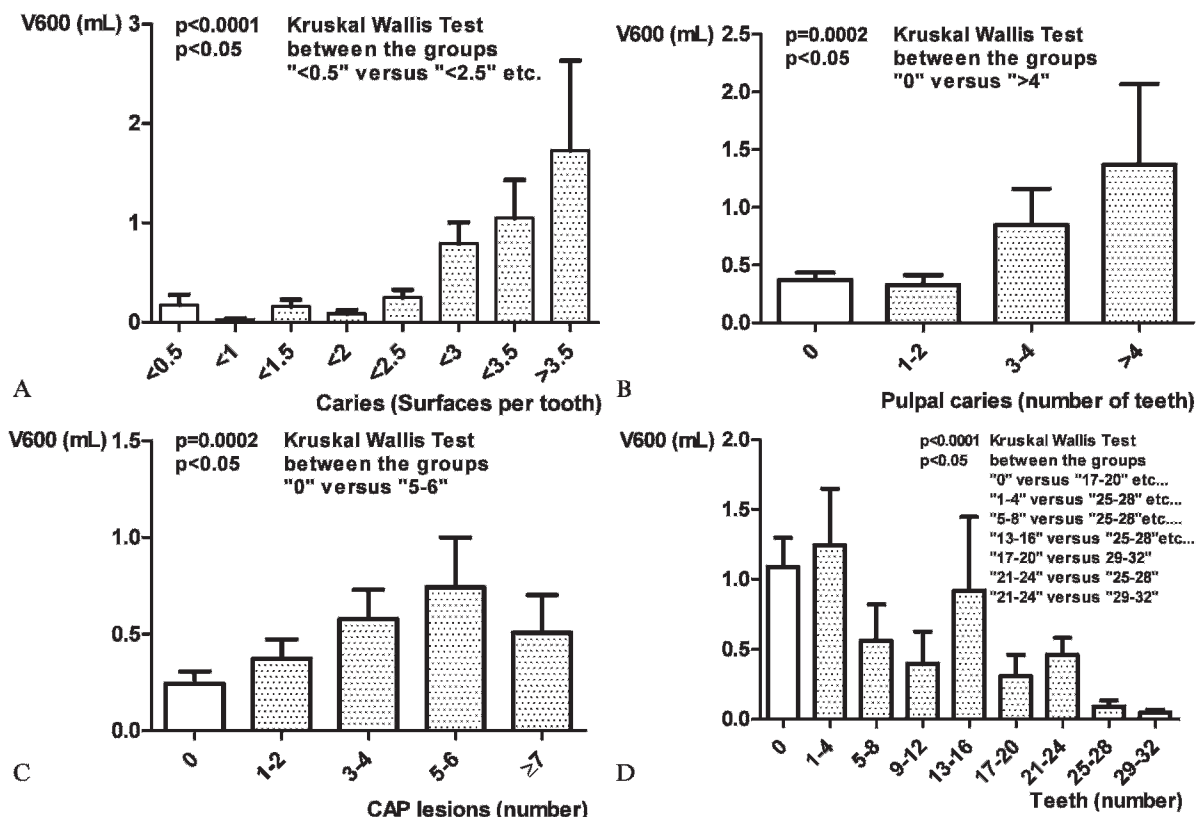 V600 (mL)
p<0.0001 Kruskal Wallis Test
p<0.05 between the groups
"<0.5" versus "<2.5" etc.
3
2
1
0
<0.5 <1 <1.5 <2 <2.5 <3 <3.5 >3.5
A
Caries (Surfaces per tooth)
V600 (mL)
p=0.0002 Kruskal Wallis Test
p<0.05 between the groups
"0" versus ">4"
2.5
2.0
1.5
1.0
0.5
0.0
0 1-2 3-4 >4
B
Pulpal caries (number of teeth)
V600 (mL)
p=0.0002 Kruskal Wallis Test
p<0.05 between the groups
"0" versus "5-6"
1.5
1.0
0.5
0.0
0 1-2 3-4 5-6 ≥7
C
CAP lesions (number)
V600 (mL)
p<0.0001 Kruskal Wallis Test
p<0.05 between the groups
"0" versus "17-20" etc...
"1-4" versus "25-28" etc...
"5-8" versus "25-28"etc....
"13-16" versus "25-28"etc...
"17-20" versus 29-32"
"21-24" versus "25-28"
"21-24" versus "29-32"
2.0
1.5
1.0
0.5
0.0
0 1-4 5-8 9-12 13-16 17-20 21-24 25-28 29-32
D
Teeth (number)